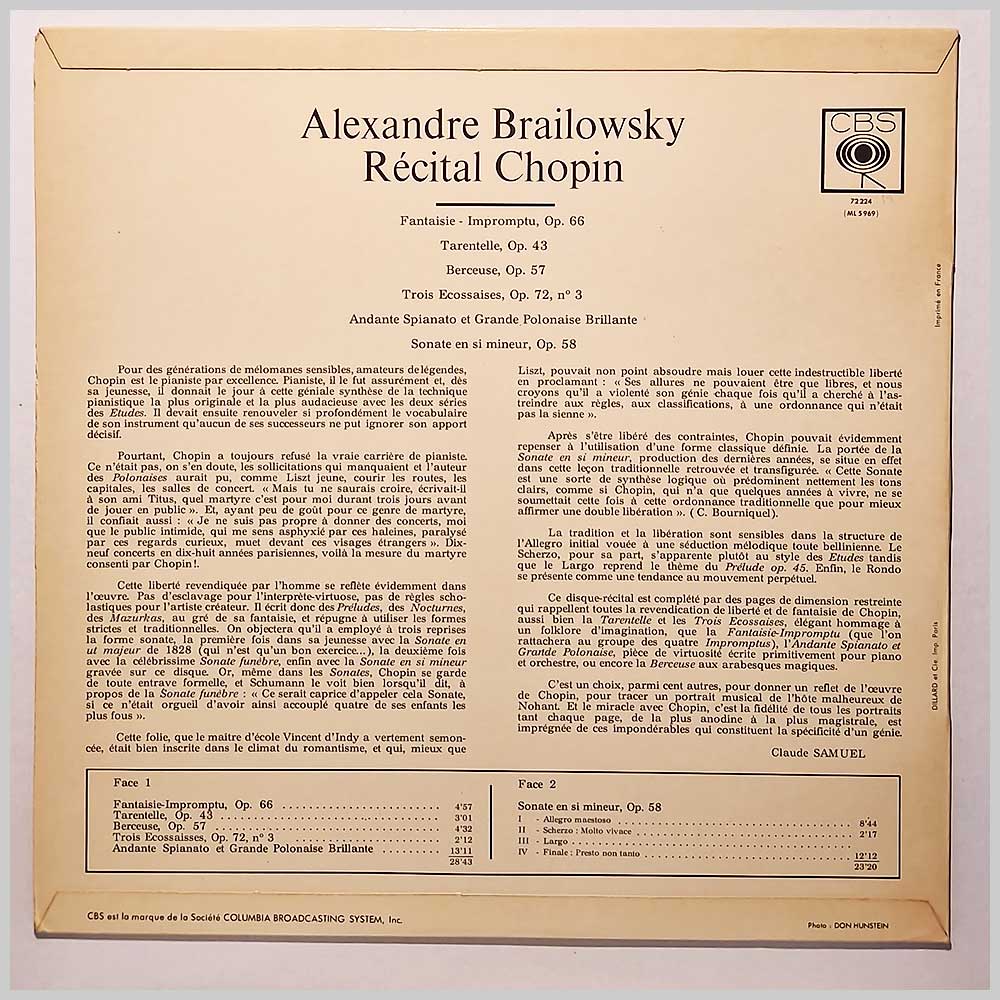 Alexandre Brailowsky
Récital Chopin
CBS
72 224
(ML 5969)
Fantaisie - Impromptu, Op. 66
Tarentelle, Op. 43
Berceuse, Op. 57
Trois Ecossaises, Op. 72, n° 3
Andante Spianato et Grande Polonaise Brillante
Sonate en si mineur, Op. 58
Imprimé en France
Pour des générations de mélomanes sensibles, amateurs de légendes,
Chopin est le pianiste par excellence. Pianiste, il le fut assurément et, dès
sa jeunesse, il donnait le jour à cette géniale synthèse de la technique
pianistique la plus originale et la plus audacieuse avec les deux séries
des Etudes. Il devait ensuite renouveler si profondément le vocabulaire
de son instrument qu'aucun de ses successeurs ne put ignorer son apport
décisif.
Pourtant, Chopin a toujours refusé la vraie carrière de pianiste.
Ce n'était pas, on s'en doute, les sollicitations qui manquaient et l'auteur
des Polonaises aurait pu, comme Liszt jeune, courir les routes, les
capitales, les salles de concert. « Mais tu ne saurais croire, écrivait-il
à son ami Titus, quel martyre c'est pour moi durant trois jours avant
de jouer en public ». Et, ayant peu de goût pour ce genre de martyre,
il confiait aussi : « Je ne suis pas propre à donner des concerts, moi
que le public intimide, qui me sens asphyxié par ces haleines, paralysé
par ces regards curieux, muet devant ces visages étrangers ». Dix-
neuf concerts en dix-huit années parisiennes, voilà la mesure du martyre
consenti par Chopin !.
Cette liberté revendiquée par l'homme se reflète évidemment dans
l'œuvre. Pas d'esclavage pour l'interprète-virtuose, pas de règles scho-
lastiques pour l'artiste créateur. Il écrit donc des Préludes, des Nocturnes,
des Mazurkas, au gré de sa fantaisie, et répugne à utiliser les formes
strictes et traditionnelles. On objectera qu'il a employé à trois reprises
la forme sonate, la première fois dans sa jeunesse avec la Sonate en
ut majeur de 1828 (qui n'est qu'un bon exercice...), la deuxième fois
avec la célébrissime Sonate funèbre, enfin avec la Sonate en si mineur
gravée sur ce disque. Or, même dans les Sonates, Chopin se garde
de toute entrave formelle, et Schumann le voit bien lorsqu'il dit, à
propos de la Sonate funèbre : « Ce serait caprice d'appeler cela Sonate,
si ce n'était orgueil d'avoir ainsi accouplé quatre de ses enfants les
plus fous ».
Cette folie, que le maitre d'école Vincent d'Indy a vertement semon-
cée, était bien inscrite dans le climat du romantisme, et qui, mieux que
Liszt, pouvait non point absoudre mais louer cette indestructible liberté
en proclamant : « Ses allures ne pouvaient être que libres, et nous
croyons qu'il a violenté son génie chaque fois qu'il a cherché à l'as-
treindre aux règles, aux classifications, à une ordonnance qui n'était
pas la sienne ».
Après s'être libéré des contraintes, Chopin pouvait évidemment
repenser à l'utilisation d'une forme classique définie. La portée de la
Sonate en si mineur, production des dernières années, se situe en effet
dans cette leçon traditionnelle retrouvée et transfigurée. « Cette Sonate
est une sorte de synthèse logique où prédominent nettement les tons
clairs, comme si Chopin, qui n'a que quelques années à vivre, ne se
soumettait cette fois à cette ordonnance traditionnelle que pour mieux
affirmer une double libération ». ( C. Bourniquel).
La tradition et la libération sont sensibles dans la structure de
l'Allegro initial vouée à une séduction mélodique toute bellinienne. Le
Scherzo, pour sa part, s'apparente plutôt au style des Etudes tandis
que le Largo reprend le thème du Prélude op. 45. Enfin, le Rondo
se présente comme une tendance au mouvement perpétuel.
Ce disque-récital est complété par des pages de dimension restreinte
qui rappellent toutes la revendication de liberté et de fantaisie de Chopin,
aussi bien la Tarentelle et les Trois Ecossaises, élégant hommage à
un folklore d'imagination, que la Fantaisie-Impromptu (que l'on
rattachera au groupe des quatre Impromptus), l'Andante Spianato et
Grande Polonaise, pièce de virtuosité écrite primitivement pour piano
et orchestre, ou encore la Berceuse aux arabesques magiques.
C'est un choix, parmi cent autres, pour donner un reflet de l'œuvre
de Chopin, pour tracer un portrait musical de l'hôte malheureux de
Nohant. Et le miracle avec Chopin, c'est la fidélité de tous les portraits
tant chaque page, de la plus anodine à la plus magistrale, est
imprégnée de ces impondérables qui constituent la spécificité d'un génie.
Claude SAMUEL
DILLARD et Cie. Imp. Paris
Face 1
Fantaisie-Impromptu, Op. 66 . . . . . . . . . . 4'57
Tarentelle, Op. 43 . . . . . . . . . . 3'01
Berceuse, Op. 57 . . . . . . . . . . 4'32
Trois Ecossaisses, Op. 72, n° 3 . . . . . . . . . . 2'12
Andante Spianato et Grande Polonaise Brillante . . . . . . . . 13'11
28'43
Face 2
Sonate en si mineur, Op. 58
I - Allegro maestoso . . . . . . . . . . 8'44
II - Scherzo : Molto vivace . . . . . . . . . . 2'17
III - Largo . . . . . . . . . .
IV - Finale : Presto non tanto . . . . . . . . . . 12'12
23'20
CBS est la marque de la Société COLUMBIA BROADCASTING SYSTEM, Inc.
Photo : DON HUNSTEIN